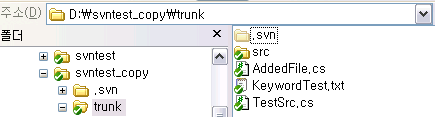 주소(D) D:₩svntest_copy₩trunk
폴더
svntest
svntest_copy
.svn
trunk
.svn
src
AddedFile.cs
KeywordTest.txt
TestSrc.cs